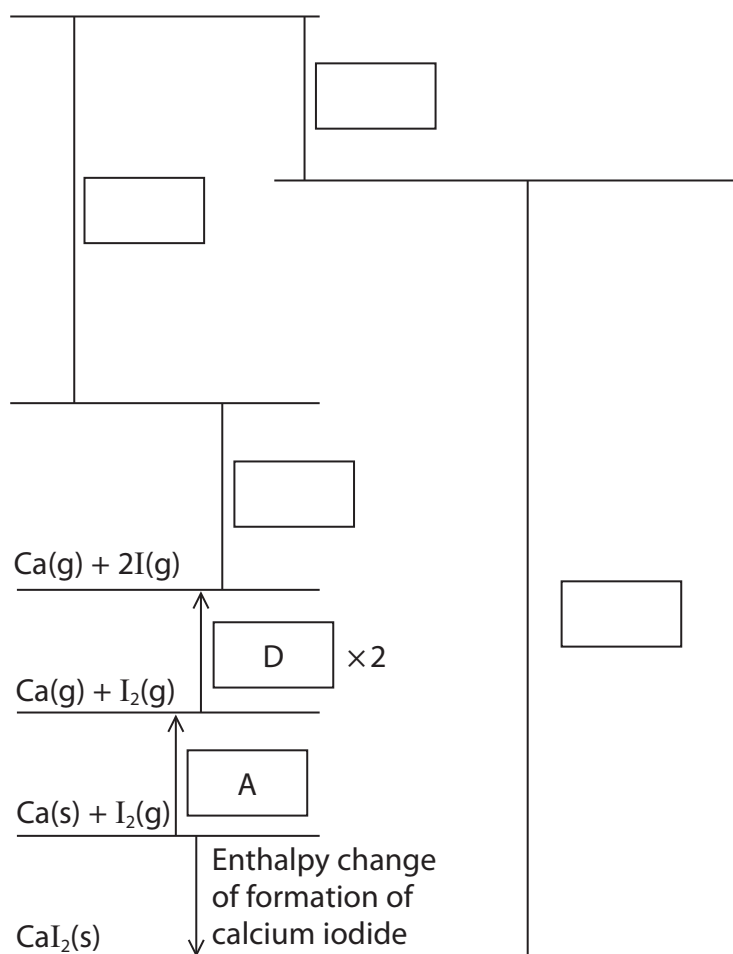 Ca(g) + 2I(g)
D ×2
Ca(g) + I₂(g)
A
Ca(s) + I₂(g)
Enthalpy change
of formation of
calcium iodide
CaI₂(s)